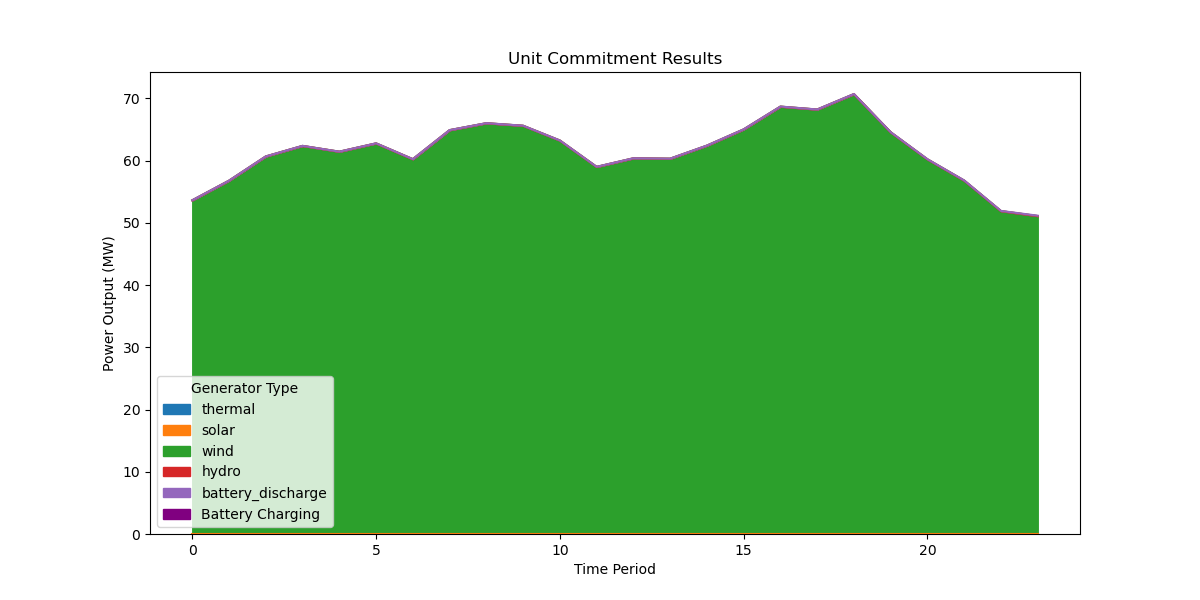 Unit Commitment Results
Power Output (MW)
70
60
50
40
30
20
10
0
Generator Type
thermal
solar
wind
hydro
battery_discharge
Battery Charging
0 5 10 15 20
Time Period